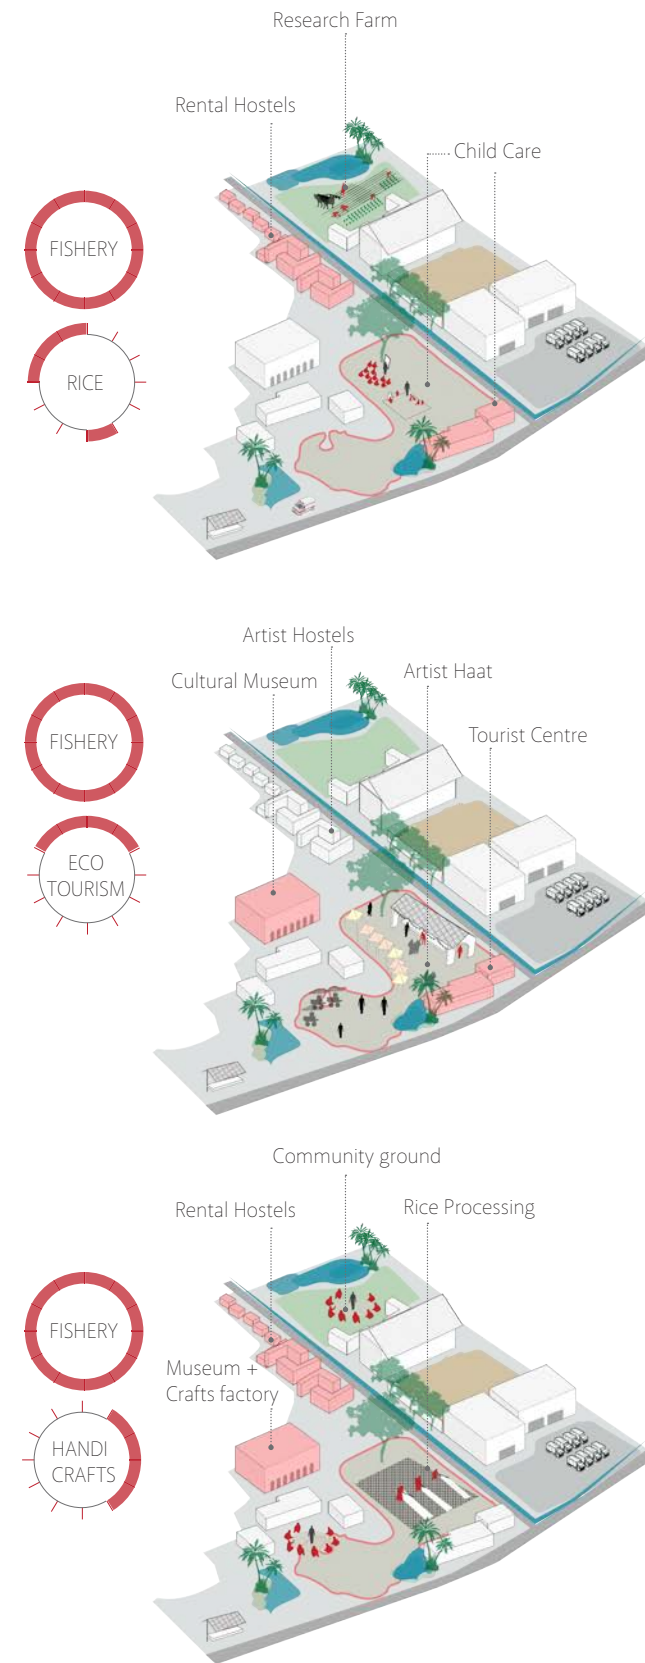 Research Farm
Rental Hostels
Child Care
FISHERY
RICE
Artist Hostels
Artist Haat
Cultural Museum
Tourist Centre
FISHERY
ECO
TOURISM
Community ground
Rental Hostels
Rice Processing
FISHERY
Museum +
Crafts factory
HANDI
CRAFTS